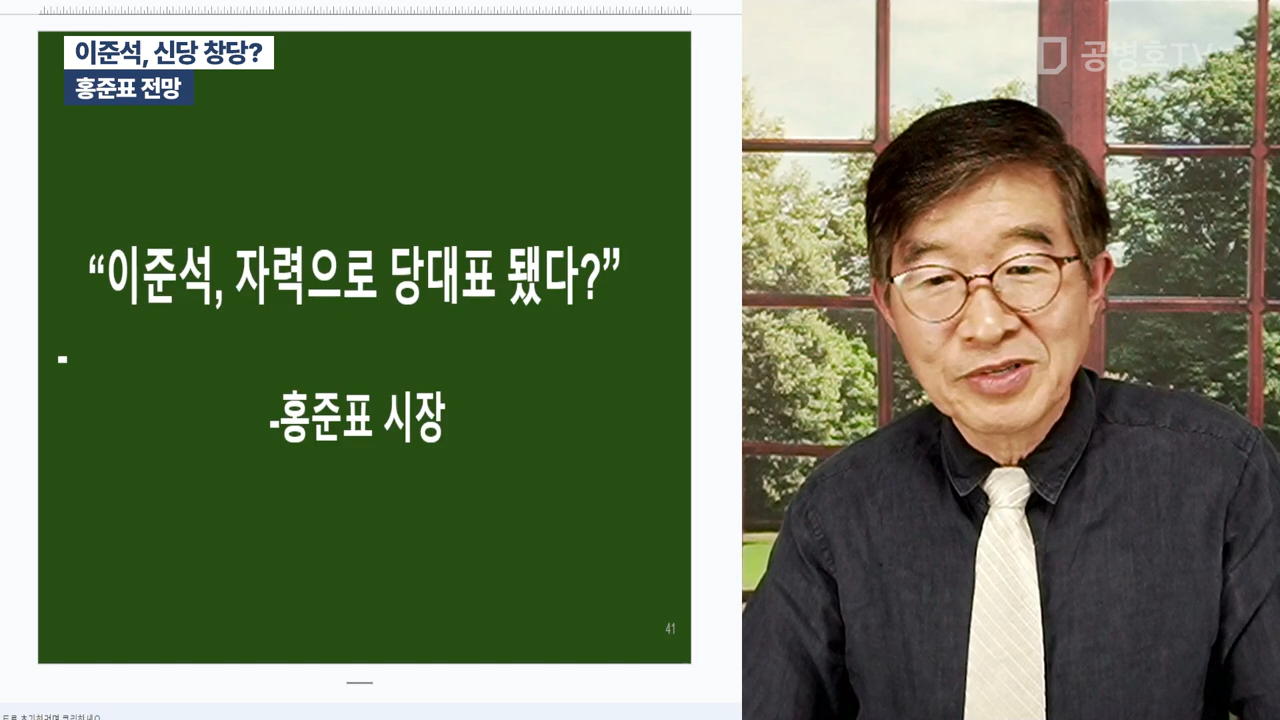 이준석, 신당 창당?
홍준표 전망
공병호TV
“이준석, 자력으로 당대표 됐다?”
-홍준표 시장
41